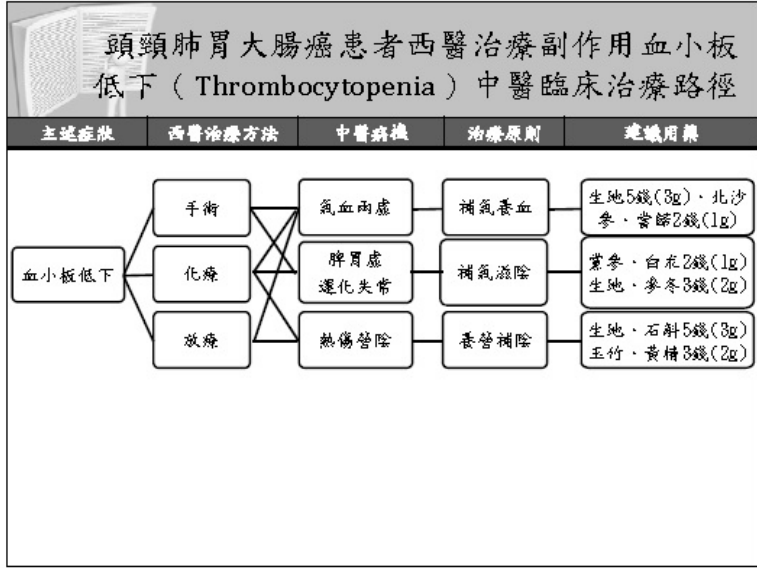 頭頸肺胃大腸癌患者西醫治療副作用血小板
低下（Thrombocytopenia）中醫臨床治療路徑
主述症狀 西醫治療方法 中醫病機 治療原則 建議用藥
血小板低下
手術
化療
放療
氣血兩虛
脾胃虛
運化失常
熱傷營陰
補氣養血
補氣滋陰
養營補陰
生地5錢(3g)、北沙
參、當歸2錢(1g)
黨參、白朮2錢(1g)
生地、麥冬3錢(2g)
生地、石斛5錢(3g)
玉竹、黃精3錢(2g)